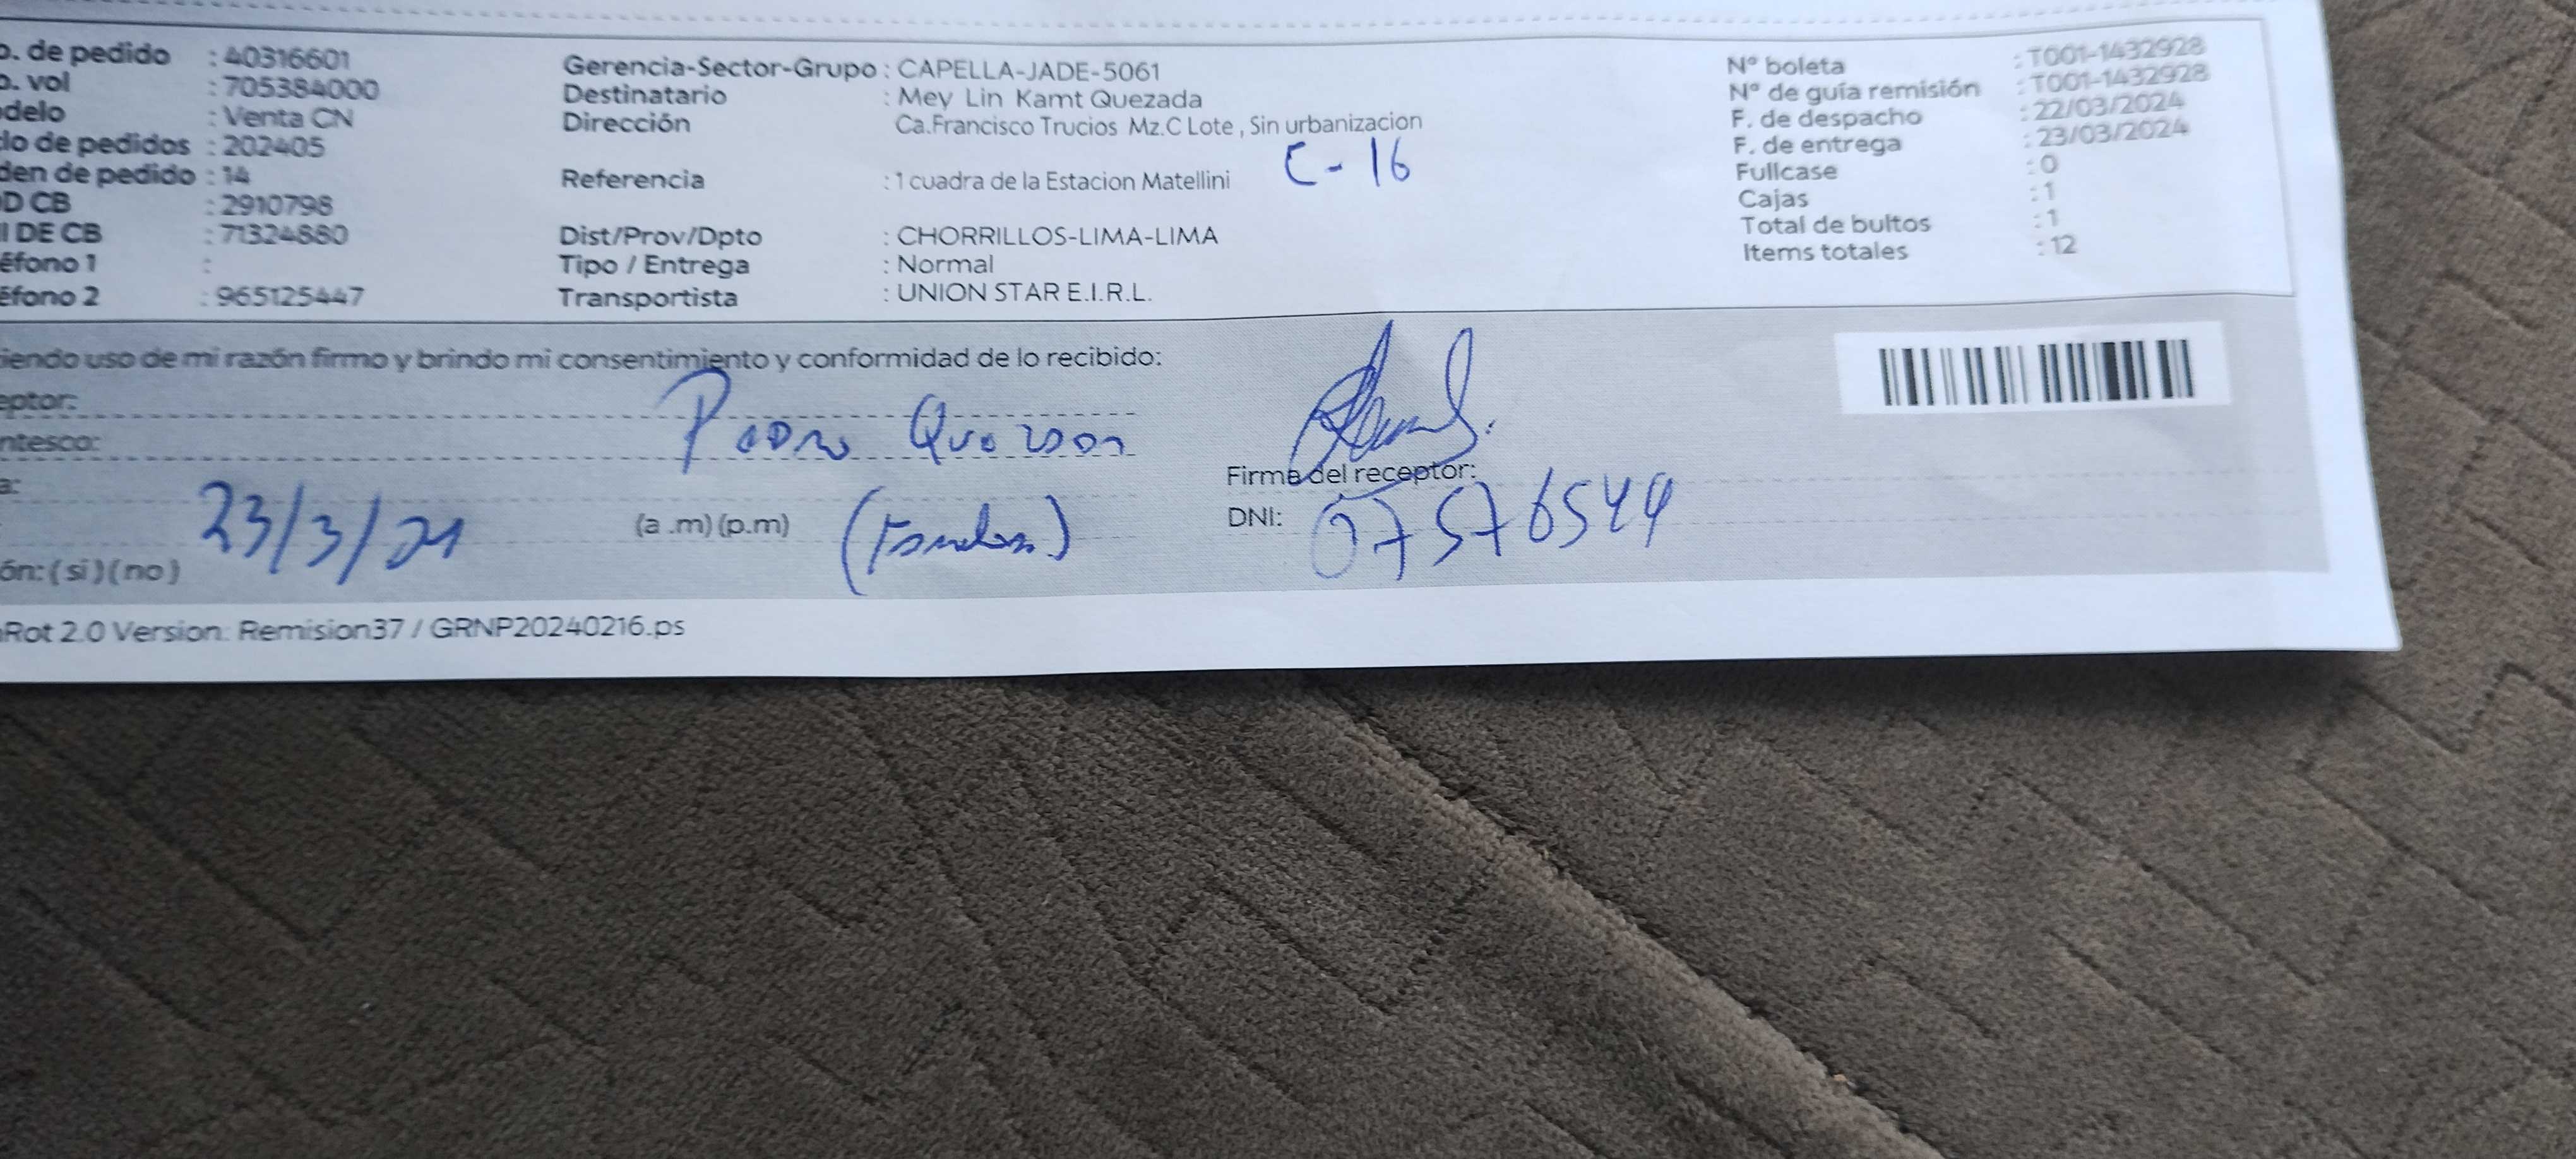 o. de pedido : 40316601
o. vol : 705384000
delo : Venta CN
lo de pedidos : 202405
den de pedido : 14
D CB : 2910798
I DE CB : 71324880
éfono 1 :
éfono 2 : 965125447
Gerencia-Sector-Grupo : CAPELLA-JADE-5061
Destinatario : Mey Lin Kamt Quezada
Dirección Ca.Francisco Trucios Mz.C Lote , Sin urbanizacion
C-16
Referencia : 1 cuadra de la Estacion Matellini
Dist/Prov/Dpto : CHORRILLOS-LIMA-LIMA
Tipo / Entrega : Normal
Transportista : UNION STAR E.I.R.L.
N° boleta : T001-1432928
N° de guía remisión : T001-1432928
F. de despacho : 22/03/2024
F. de entrega : 23/03/2024
Fullcase : 0
Cajas : 1
Total de bultos : 1
Items totales : 12
iendo uso de mi razón firmo y brindo mi consentimiento y conformidad de lo recibido:
eptor:
ntesco:
a: 23/3/21
(a .m) (p.m)
ón: ( si ) ( no )
Firma del receptor:
DNI: 07576544
Rot 2.0 Version: Remision37 / GRNP20240216.ps